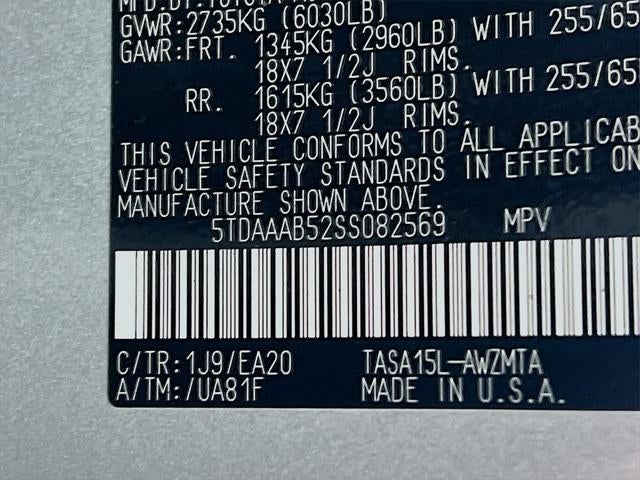 GVWR:2735KG (6030LB)
GAWR:FRT. 1345KG (2960LB) WITH 255/65
18X7 1/2J RIMS.
RR. 1615KG (3560LB) WITH 255/65
18X7 1/2J RIMS.
THIS VEHICLE CONFORMS TO ALL APPLICAB
VEHICLE SAFETY STANDARDS IN EFFECT ON
MANUFACTURE SHOWN ABOVE.
5TDAAAB52SS082569 MPV
C/TR:1J9/EA20 TASA15L-AWZMTA
A/TM:/UA81F MADE IN U.S.A.